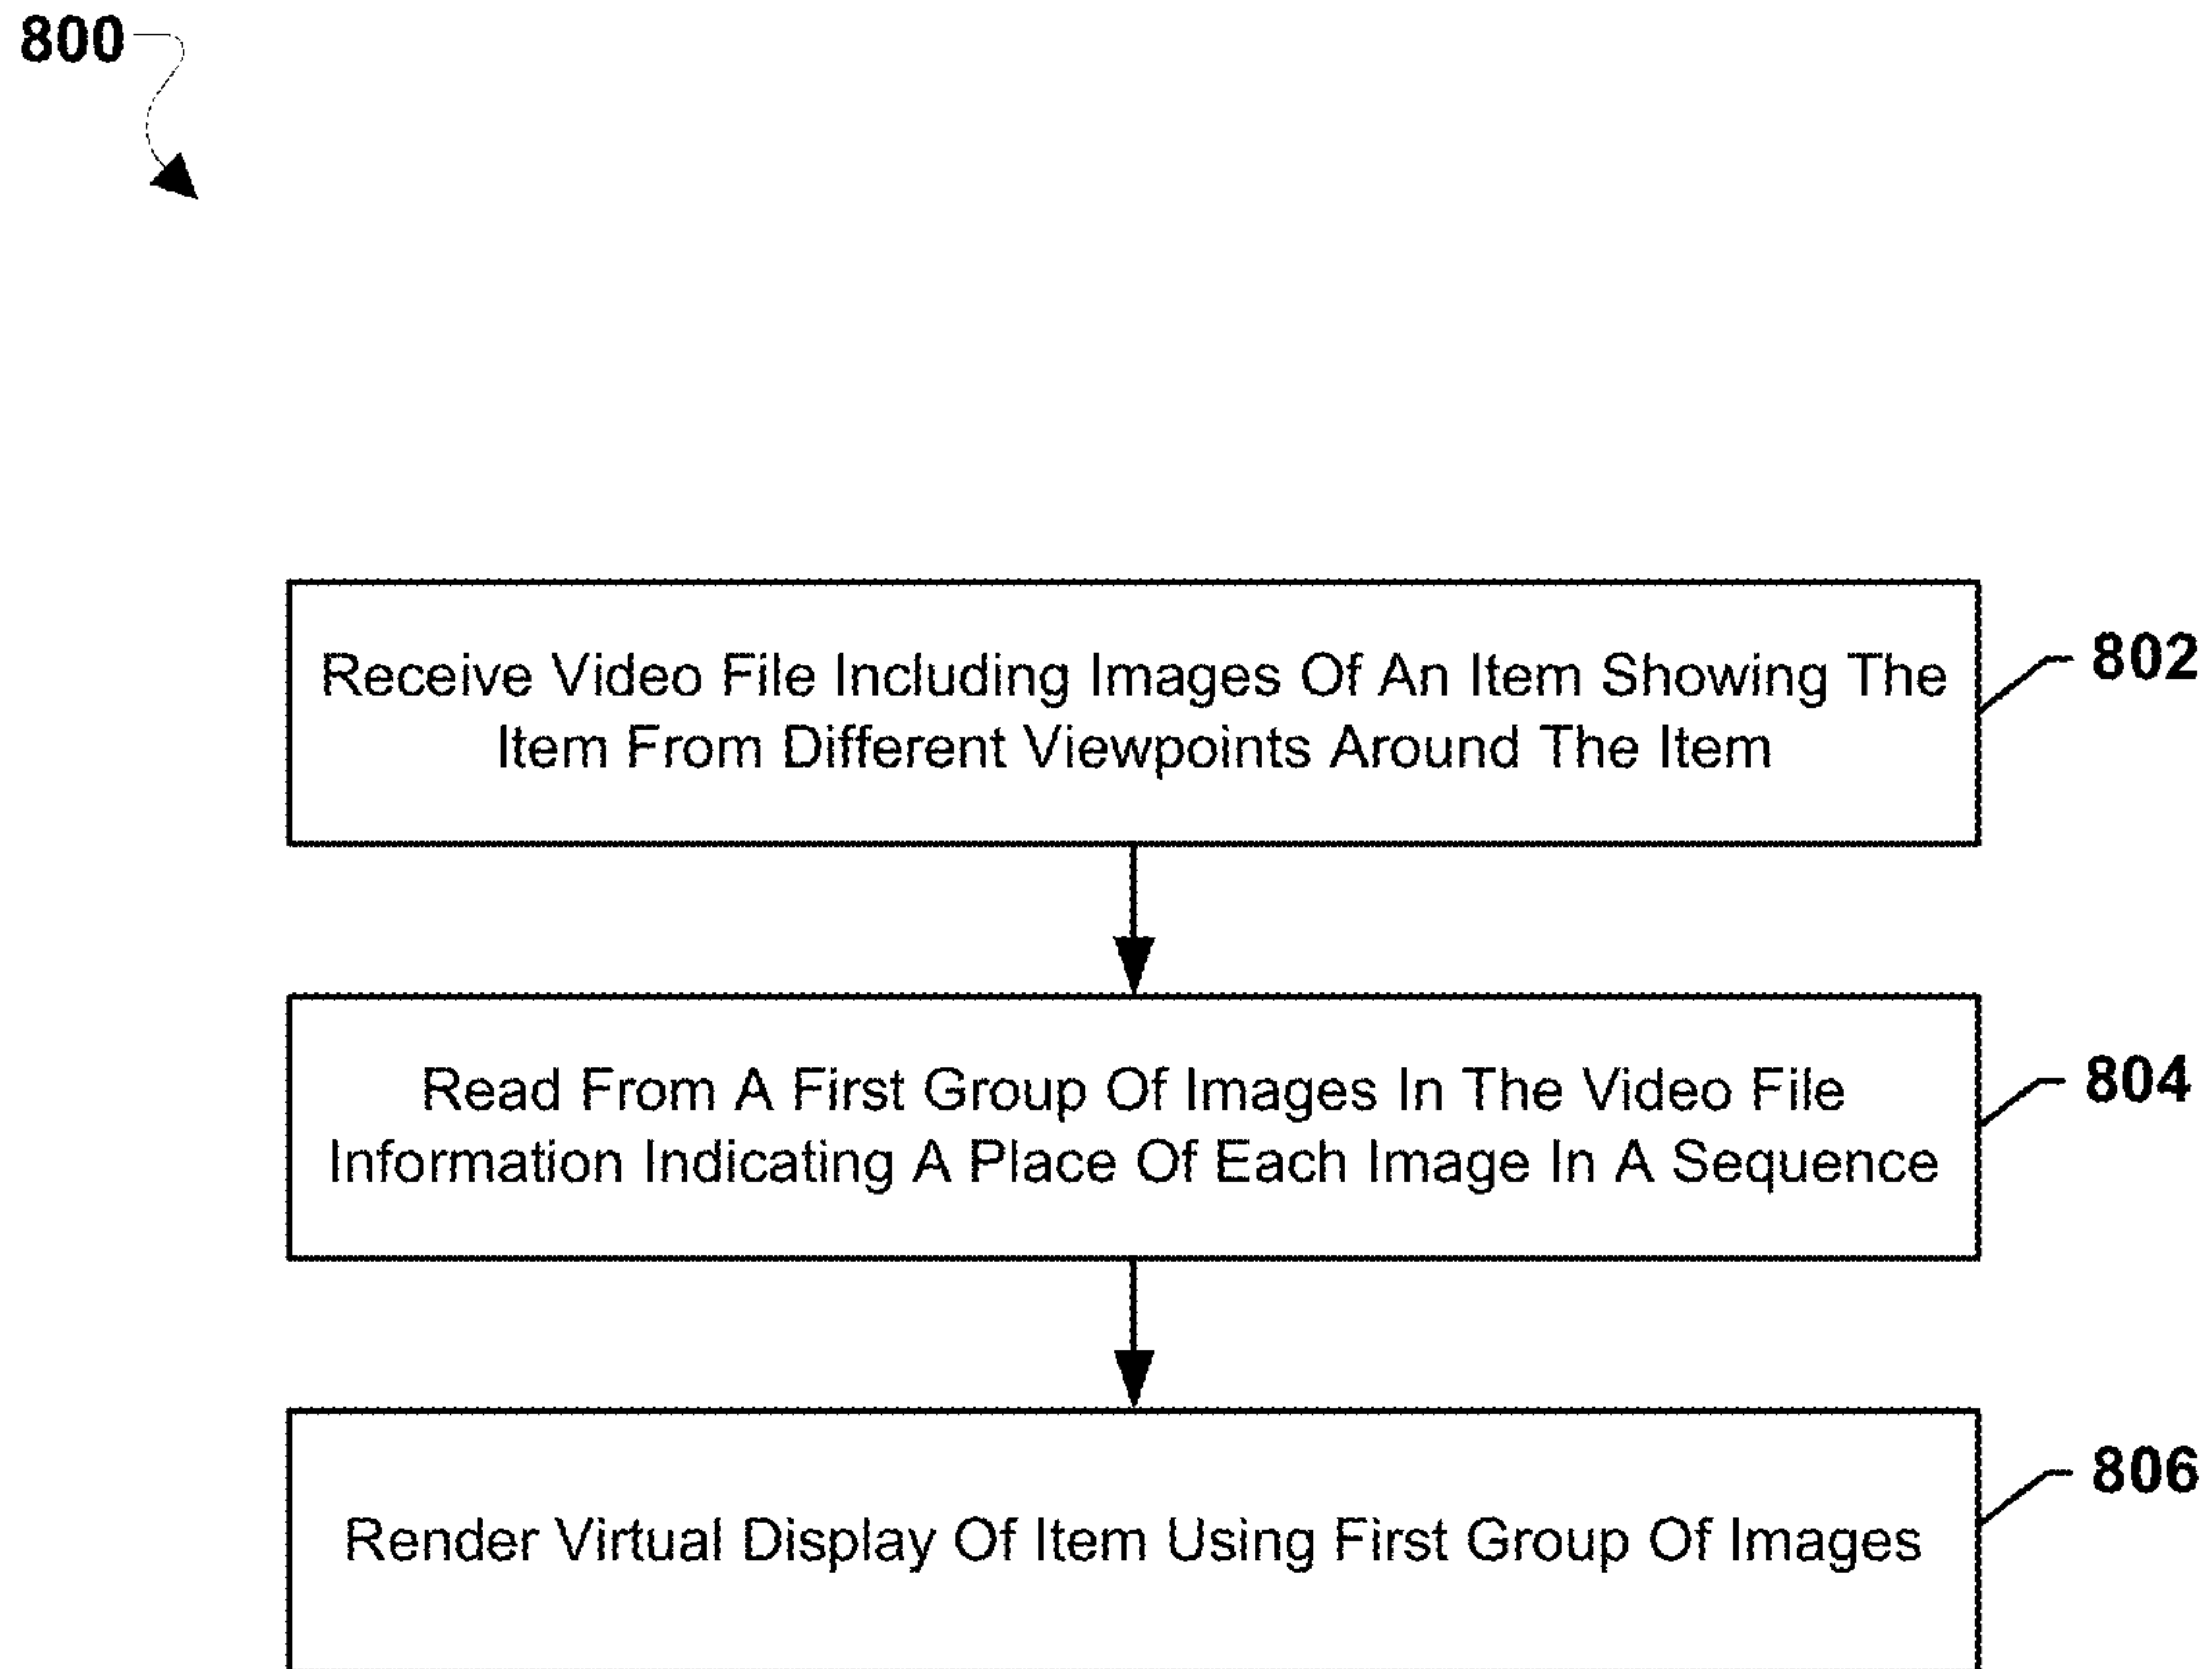 800
Receive Video File Including Images Of An Item Showing The
Item From Different Viewpoints Around The Item
802
Read From A First Group Of Images In The Video File
Information Indicating A Place Of Each Image In A Sequence
804
Render Virtual Display Of Item Using First Group Of Images
806